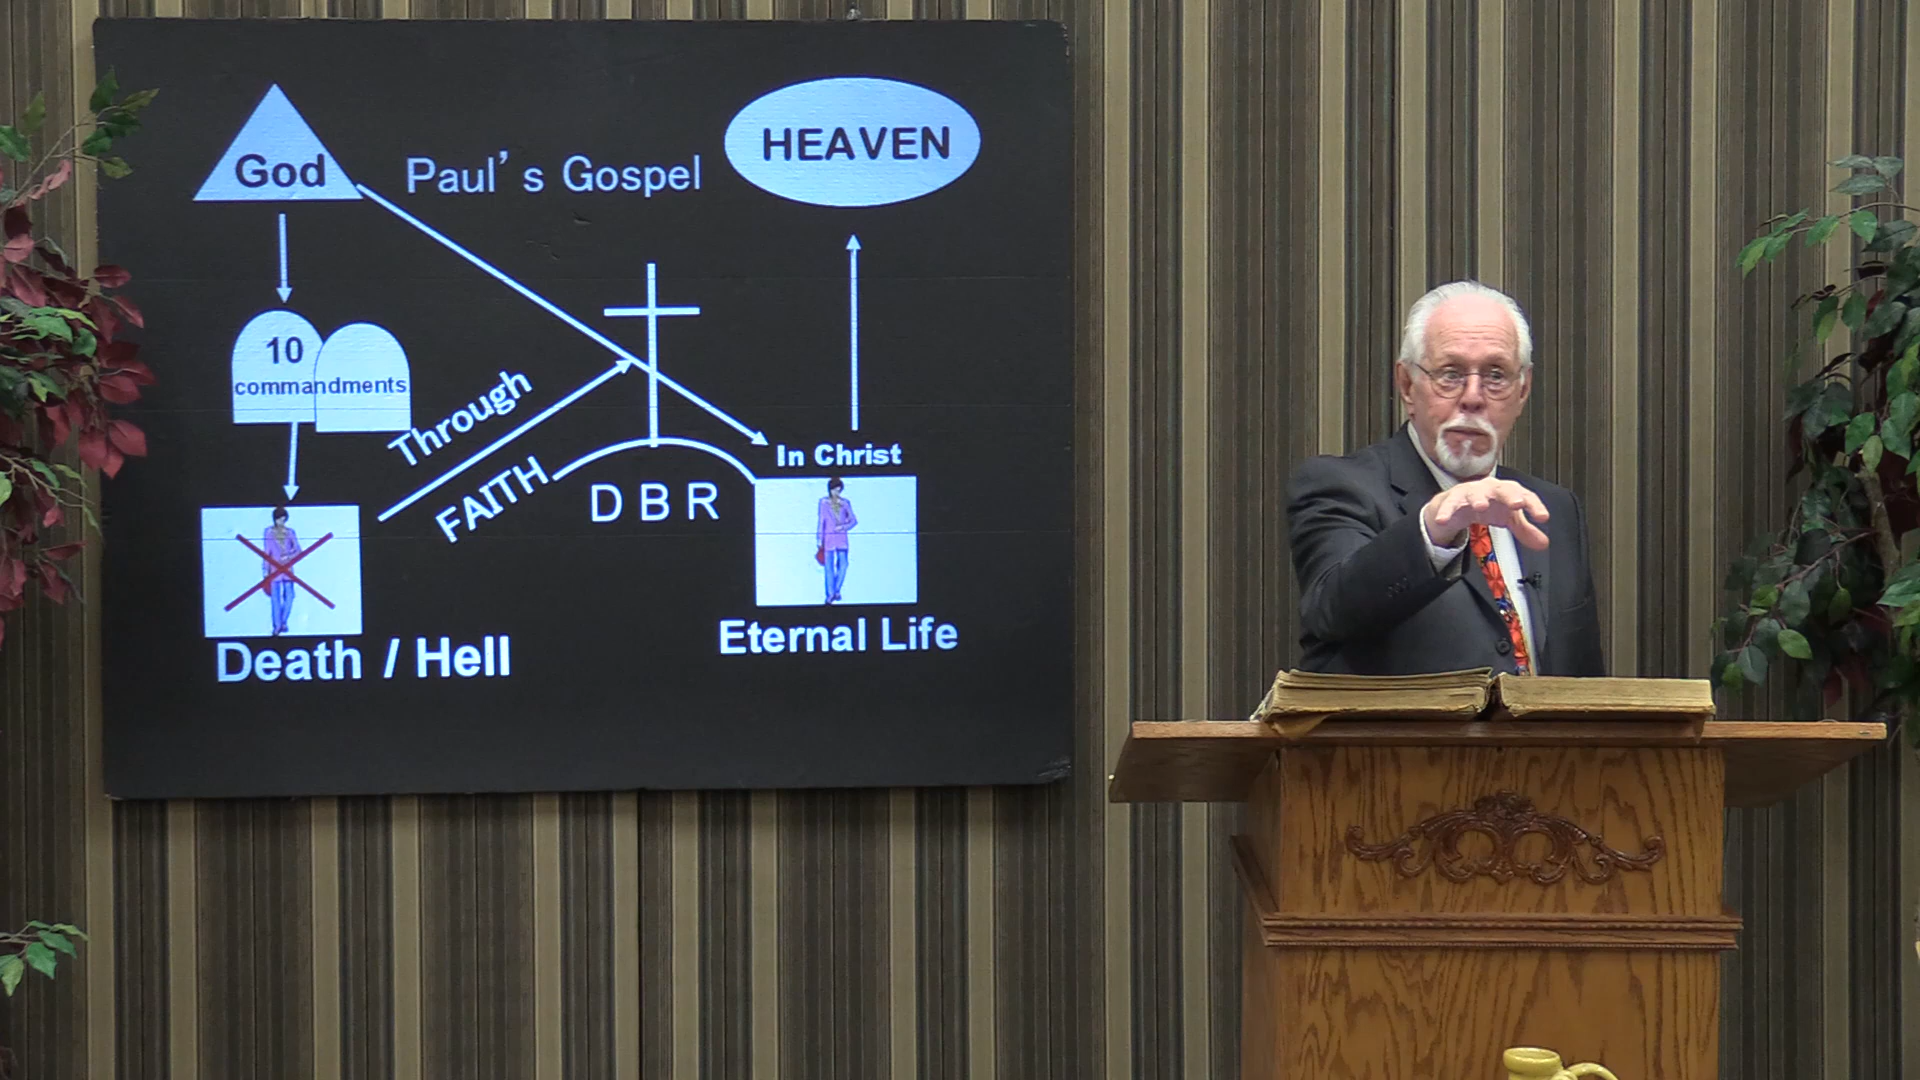 God
Paul's Gospel
HEAVEN
10
commandments
Through
FAITH
D B R
In Christ
Death / Hell
Eternal Life